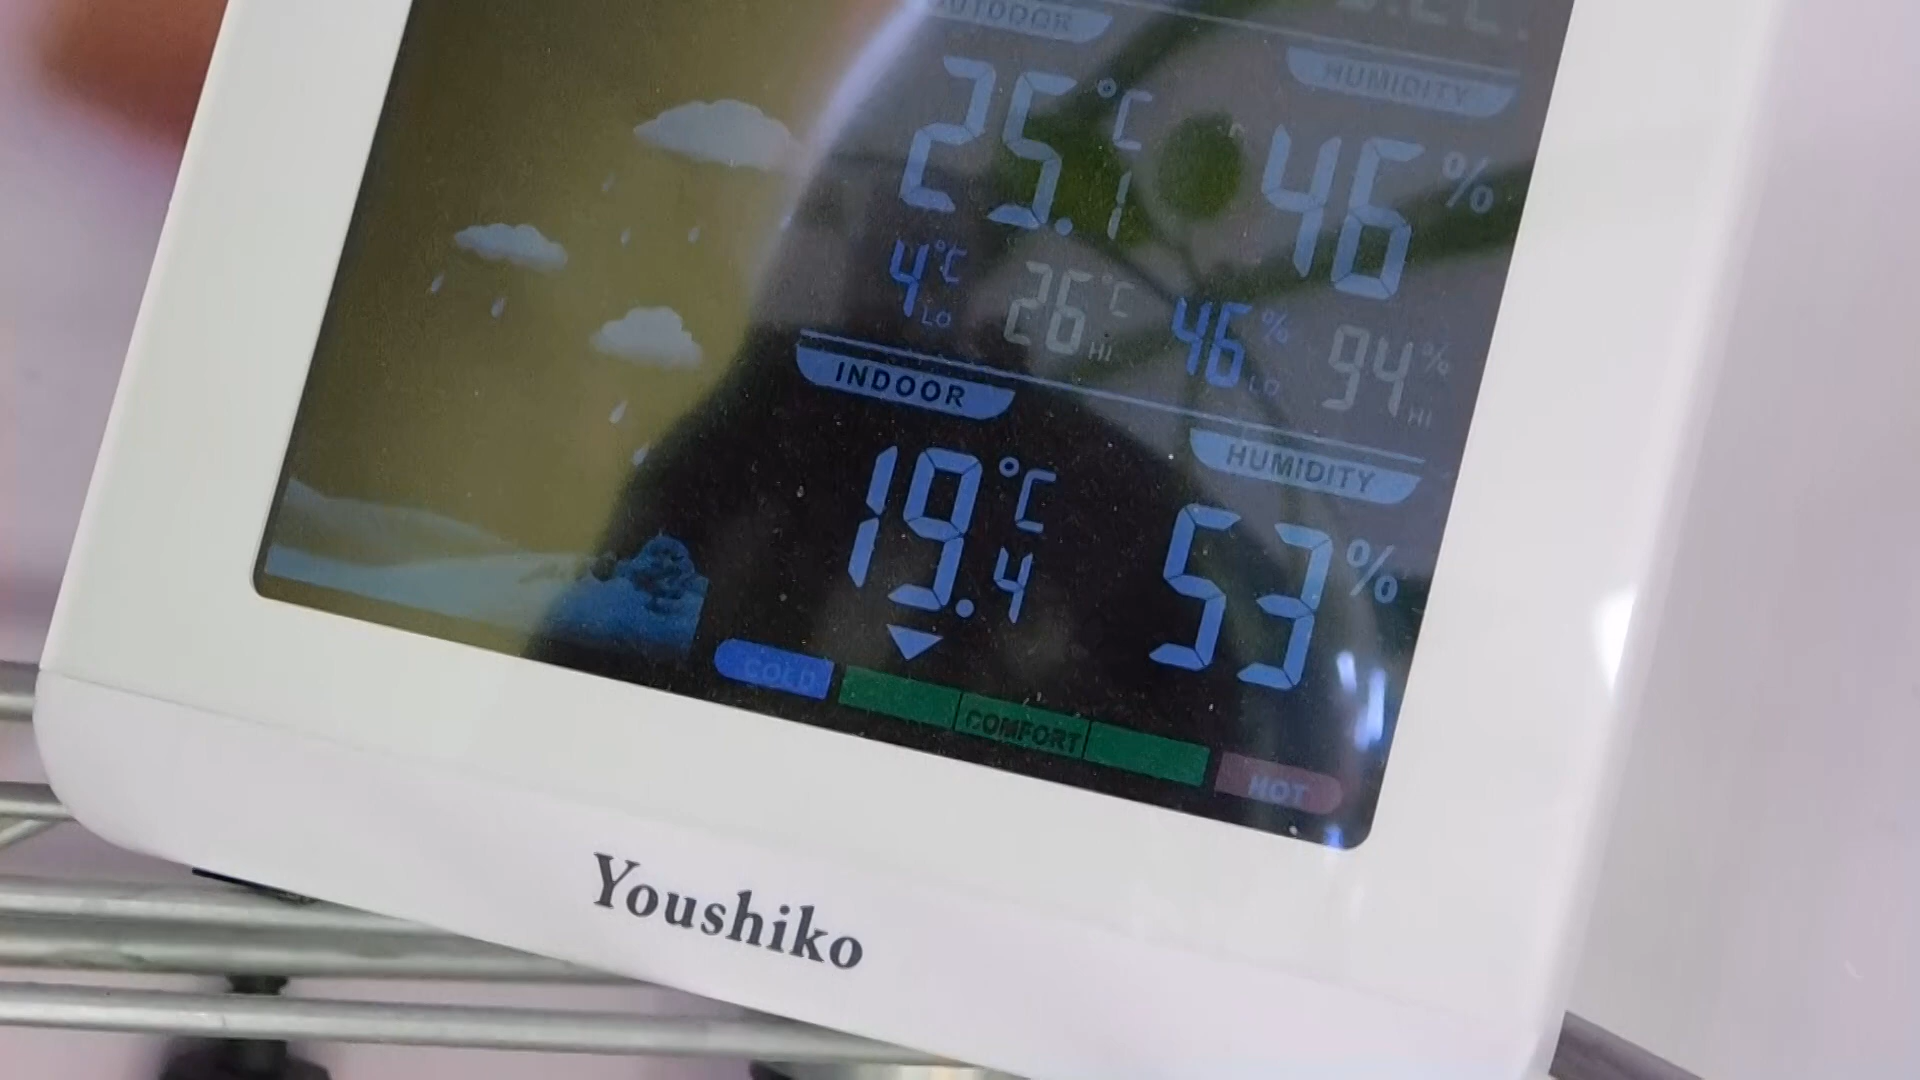 OUTDOOR
HUMIDITY
25.1 °C 46 %
4 °C LO 26 °C HI 46 % LO 94 % HI
INDOOR
HUMIDITY
19.4 °C 53 %
COLD COMFORT HOT
Youshiko